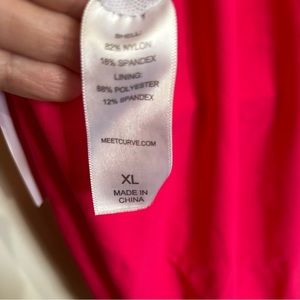 SHELL:
82% NYLON
18% SPANDEX
LINING:
88% POLYESTER
12% SPANDEX
MEETCURVE.COM
XL
MADE IN
CHINA